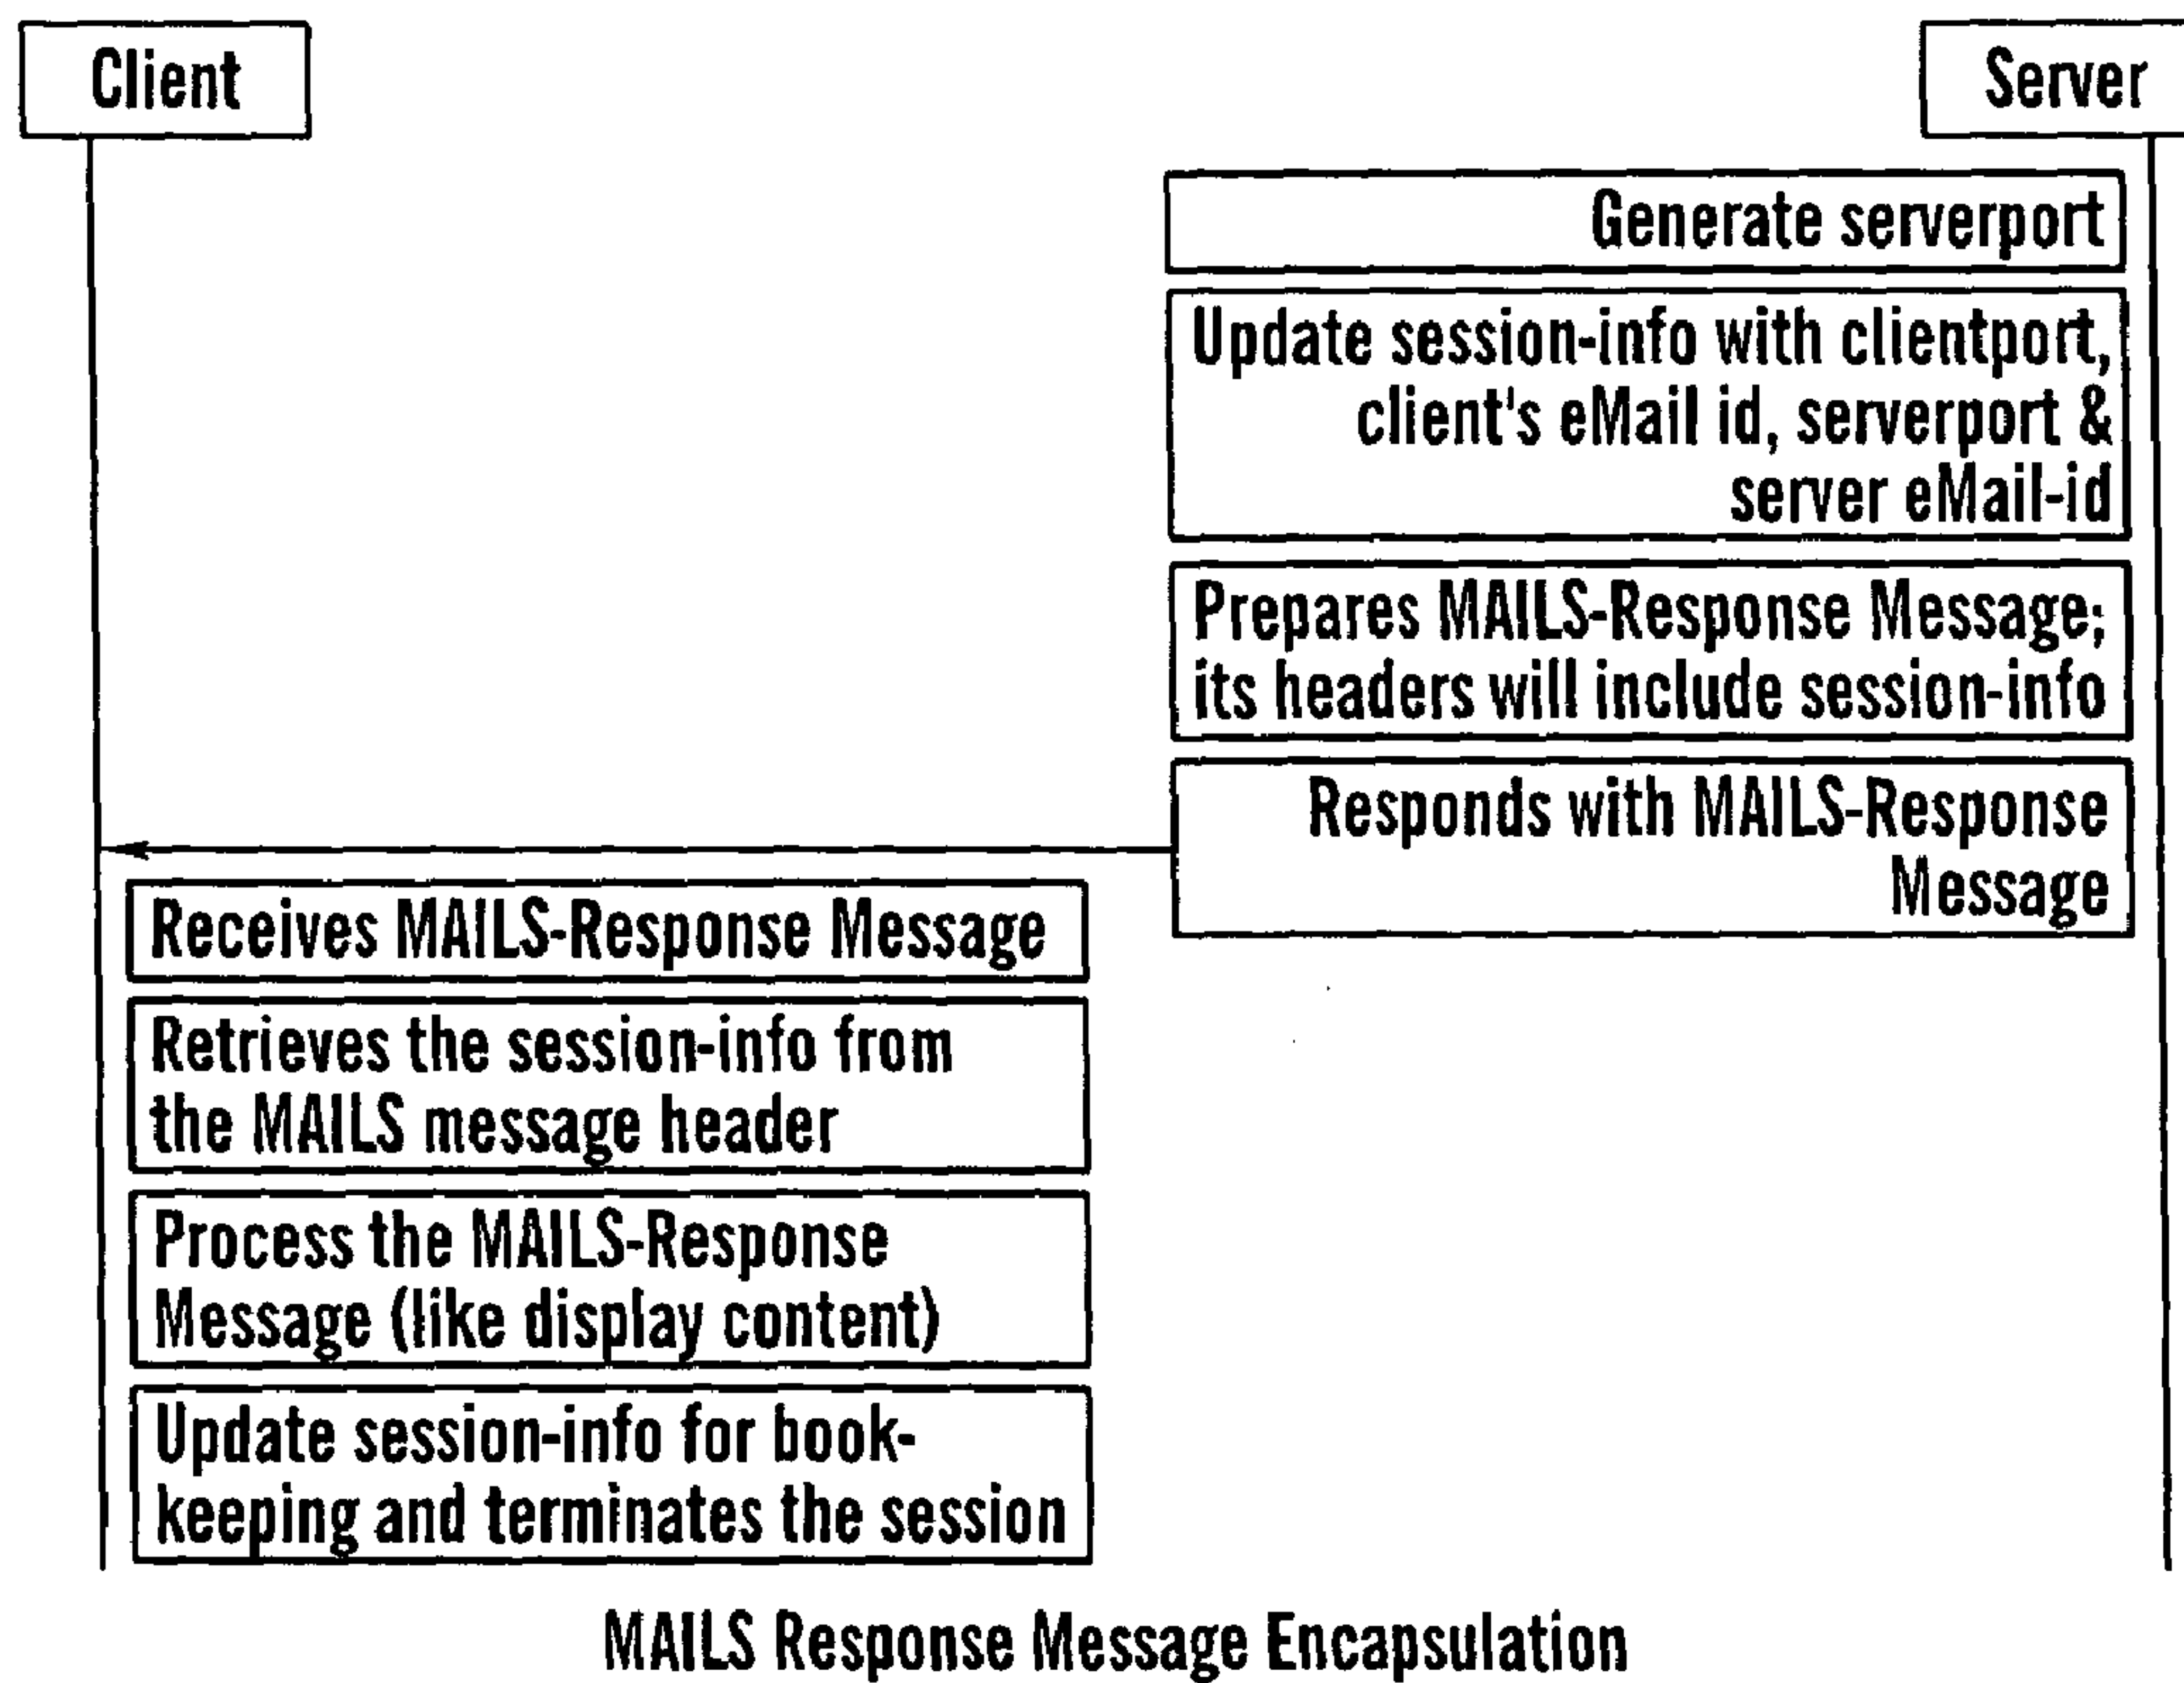 Client
Server
Generate serverport
Update session-info with clientport,
client's eMail id, serverport &
server eMail-id
Prepares MAILS-Response Message;
its headers will include session-info
Responds with MAILS-Response
Message
Receives MAILS-Response Message
Retrieves the session-info from
the MAILS message header
Process the MAILS-Response
Message (like display content)
Update session-info for book-
keeping and terminates the session
MAILS Response Message Encapsulation